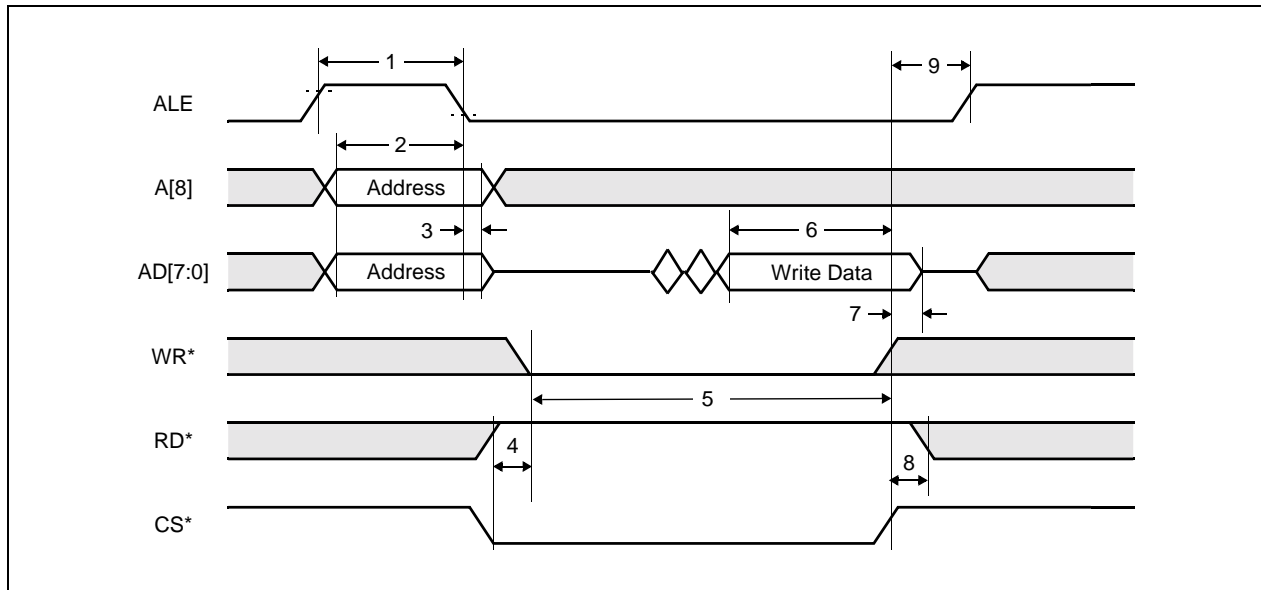 1
9
ALE
2
A[8]
Address
3
6
AD[7:0]
Address
Write Data
7
WR*
5
RD*
4
8
CS*